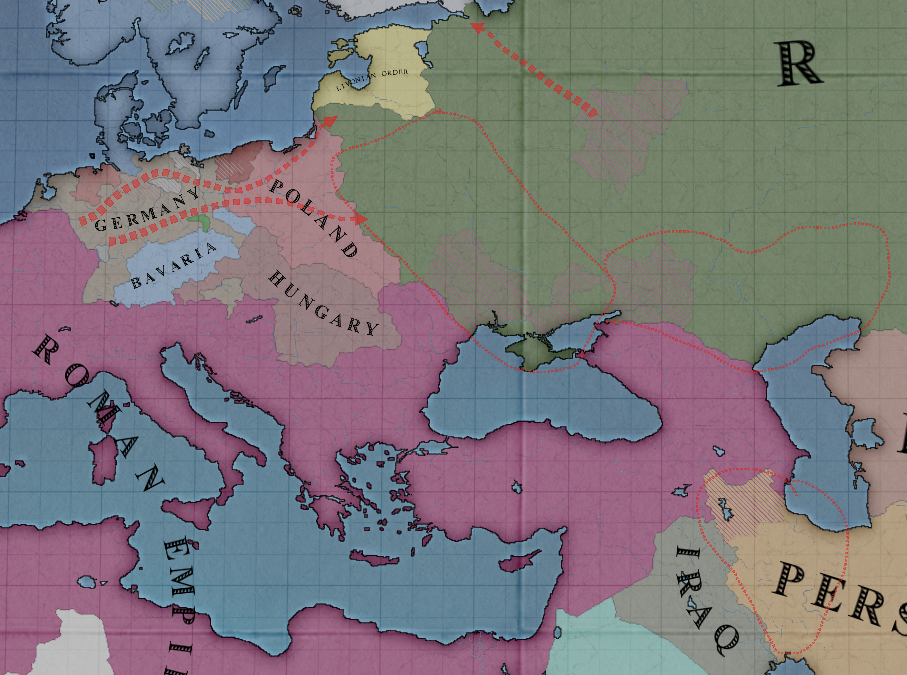 R
LIVONIAN ORDER
GERMANY
POLAND
BAVARIA
HUNGARY
ROMAN EMPI
IRAQ
PERS